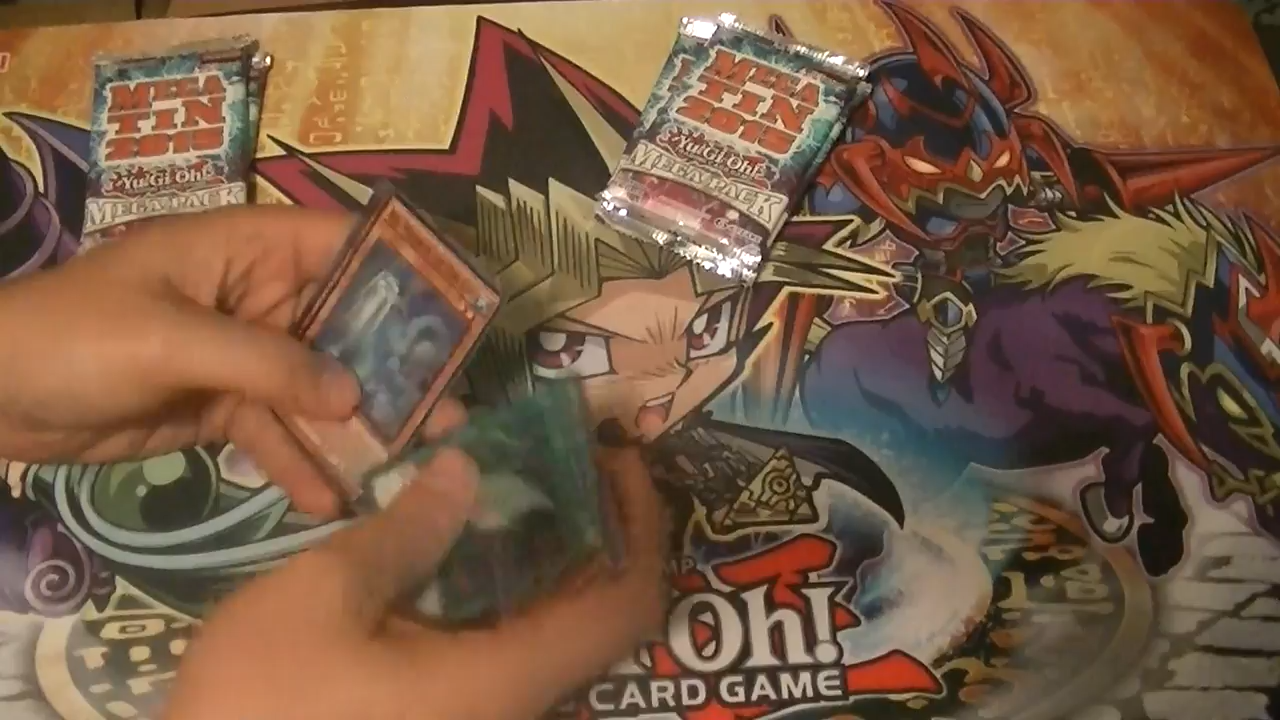 MEGA
TIN
2015
Yu-Gi-Oh!
MEGA PACK
MEGA
TIN
2015
Yu-Gi-Oh!
MEGA PACK
Oh!
CARD GAME